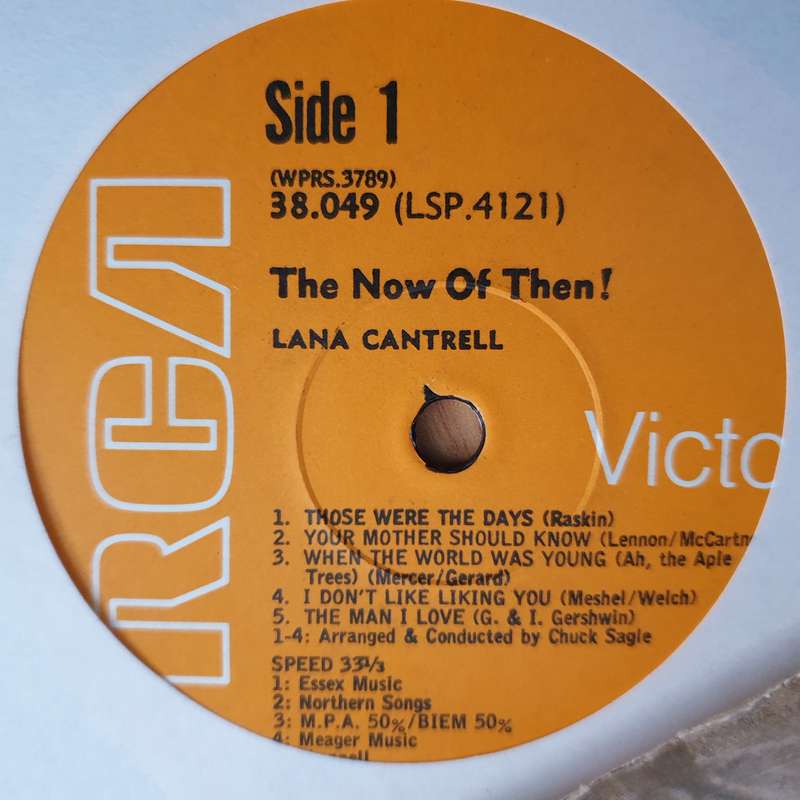 Side 1
(WPRS.3789)
38.049 (LSP.4121)
The Now Of Then!
LANA CANTRELL
RCA
Victo
1. THOSE WERE THE DAYS (Raskin)
2. YOUR MOTHER SHOULD KNOW (Lennon/McCartn
3. WHEN THE WORLD WAS YOUNG (Ah, the Aple
Trees) (Mercer/Gerard)
4. I DON'T LIKE LIKING YOU (Meshel/Welch)
5. THE MAN I LOVE (G. & I. Gershwin)
1-4: Arranged & Conducted by Chuck Sagle
SPEED 33⅓
1: Essex Music
2: Northern Songs
3: M.P.A. 50%/BIEM 50%
4: Meager Music